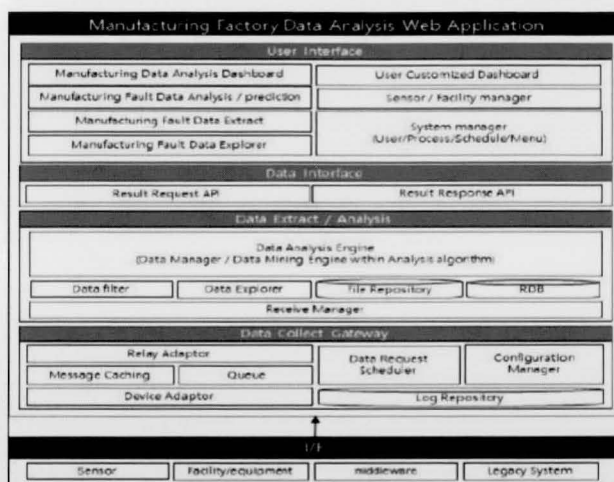 Manufacturing Factory Data Analysis Web Application
User Interface
Manufacturing Data Analysis Dashboard
User Customized Dashboard
Manufacturing Fault Data Analysis / prediction
Sensor / Facility manager
Manufacturing Fault Data Extract
System manager
(User/Process/Schedule/Menu)
Manufacturing Fault Data Explorer
Data Interface
Result Request API
Result Response API
Data Extract / Analysis
Data Analysis Engine
(Data Manager / Data Mining Engine within Analysis algorithm)
Data filter
Data Explorer
File Repository
RDB
Receive Manager
Data Collect Gateway
Relay Adaptor
Data Request
Scheduler
Configuration
Manager
Message Caching
Queue
Device Adaptor
Log Repository
I/F
Sensor
Facility/equipment
middleware
Legacy System